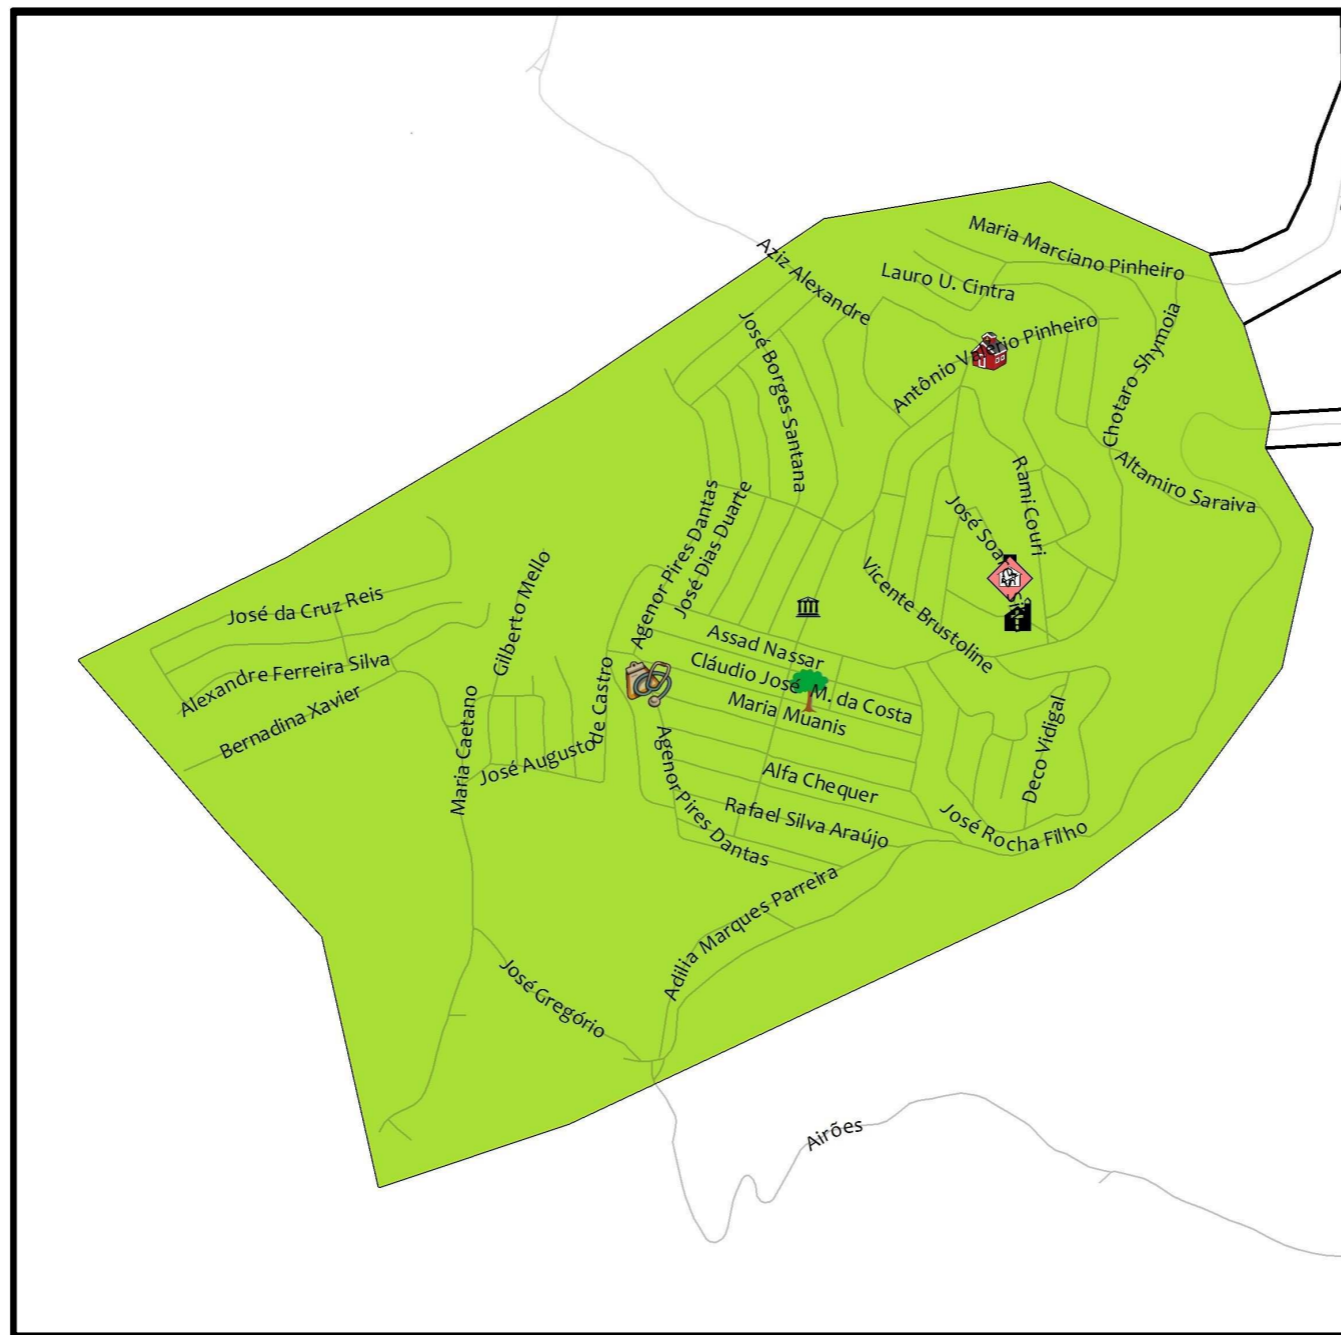 Maria Marciano Pinheiro
Aziz Alexandre
Lauro U. Cintra
José Borges Santana
Antônio Pinheiro
Chotaro Shymoia
Altamiro Saraiva
Rami Couri
José
Agenor Pires Dantas
José Dias Duarte
Vicente Brustoline
Gilberto Mello
José da Cruz Reis
Alexandre Ferreira Silva
Bernadina Xavier
Assad Nassar
Cláudio José M. da Costa
Maria Muanis
Maria Caetano
José Augusto de Castro
Deco Vidigal
Alfa Chequer
Rafael Silva Araújo
Agenor Pires Dantas
José Rocha Filho
Adilia Marques Parreira
José Gregório
Airões